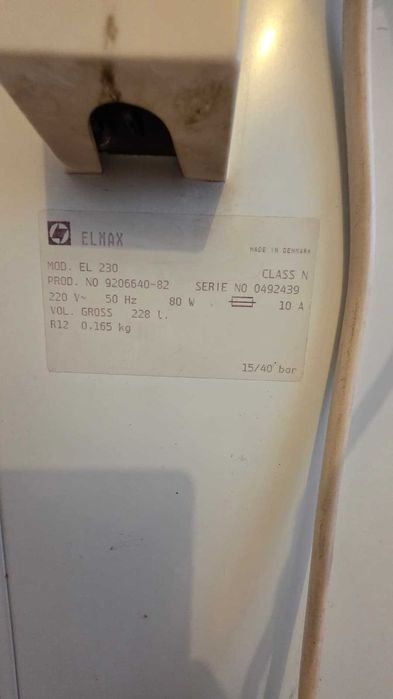 ELMAX
MADE IN DENMARK
MOD. EL 230
CLASS N
PROD. NO 9206640-82 SERIE NO 0492439
220 V~ 50 Hz 80 W 10 A
VOL. GROSS 228 l.
R12 0.165 kg
15/40 bar